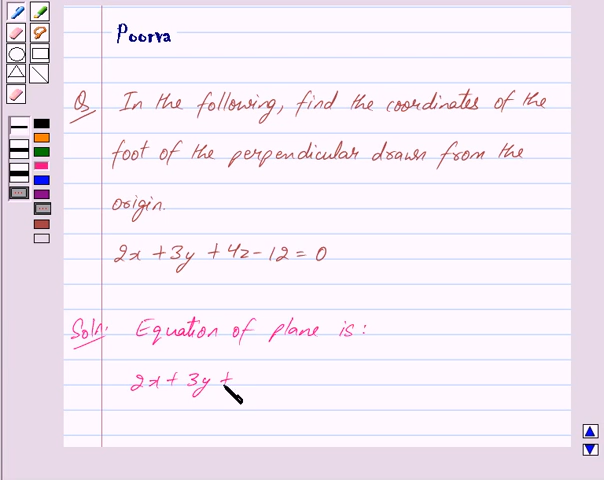 Poorva
Q In the following, find the coordinates of the
foot of the perpendicular drawn from the
origin.
2x + 3y + 4z - 12 = 0
Soln: Equation of plane is:
2x + 3y +